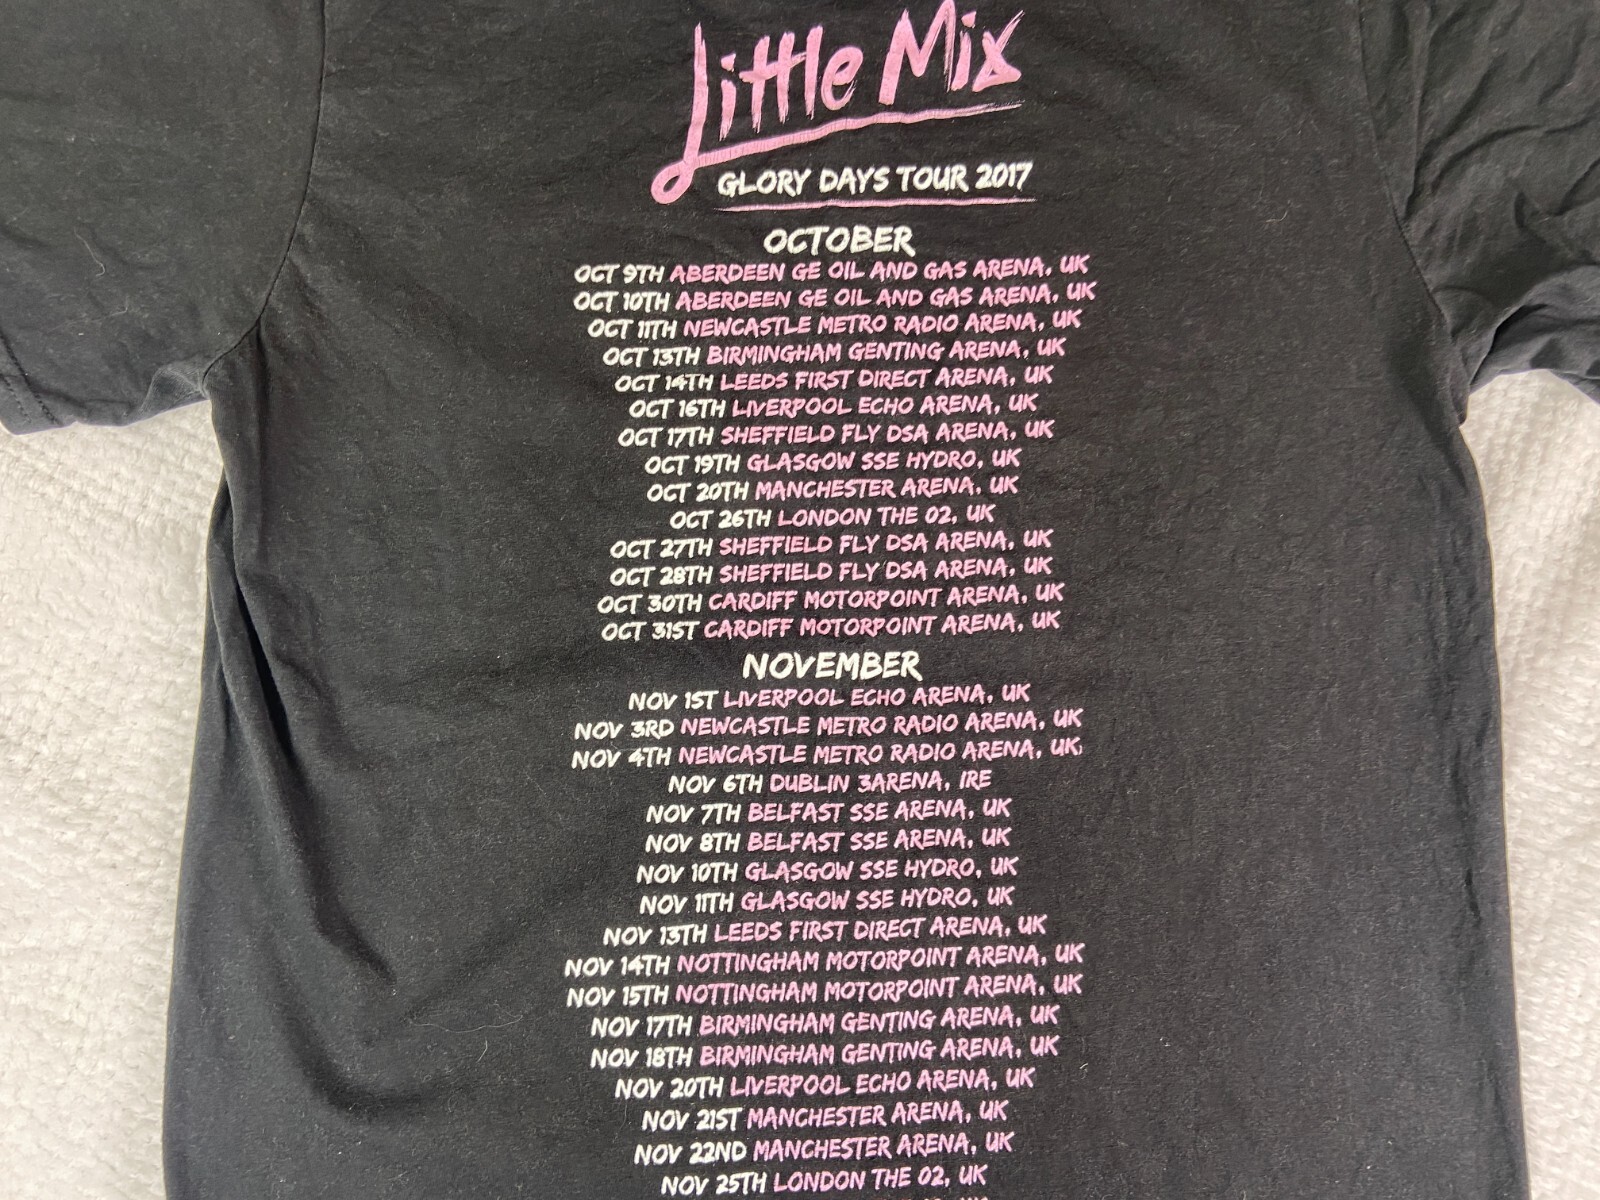 Little Mix
GLORY DAYS TOUR 2017
OCTOBER
OCT 9TH ABERDEEN GE OIL AND GAS ARENA, UK
OCT 10TH ABERDEEN GE OIL AND GAS ARENA, UK
OCT 11TH NEWCASTLE METRO RADIO ARENA, UK
OCT 13TH BIRMINGHAM GENTING ARENA, UK
OCT 14TH LEEDS FIRST DIRECT ARENA, UK
OCT 16TH LIVERPOOL ECHO ARENA, UK
OCT 17TH SHEFFIELD FLY DSA ARENA, UK
OCT 19TH GLASGOW SSE HYDRO, UK
OCT 20TH MANCHESTER ARENA, UK
OCT 26TH LONDON THE O2, UK
OCT 27TH SHEFFIELD FLY DSA ARENA, UK
OCT 28TH SHEFFIELD FLY DSA ARENA, UK
OCT 30TH CARDIFF MOTORPOINT ARENA, UK
OCT 31ST CARDIFF MOTORPOINT ARENA, UK
NOVEMBER
NOV 1ST LIVERPOOL ECHO ARENA, UK
NOV 3RD NEWCASTLE METRO RADIO ARENA, UK
NOV 4TH NEWCASTLE METRO RADIO ARENA, UK
NOV 6TH DUBLIN 3ARENA, IRE
NOV 7TH BELFAST SSE ARENA, UK
NOV 8TH BELFAST SSE ARENA, UK
NOV 10TH GLASGOW SSE HYDRO, UK
NOV 11TH GLASGOW SSE HYDRO, UK
NOV 13TH LEEDS FIRST DIRECT ARENA, UK
NOV 14TH NOTTINGHAM MOTORPOINT ARENA, UK
NOV 15TH NOTTINGHAM MOTORPOINT ARENA, UK
NOV 17TH BIRMINGHAM GENTING ARENA, UK
NOV 18TH BIRMINGHAM GENTING ARENA, UK
NOV 20TH LIVERPOOL ECHO ARENA, UK
NOV 21ST MANCHESTER ARENA, UK
NOV 22ND MANCHESTER ARENA, UK
NOV 25TH LONDON THE O2, UK